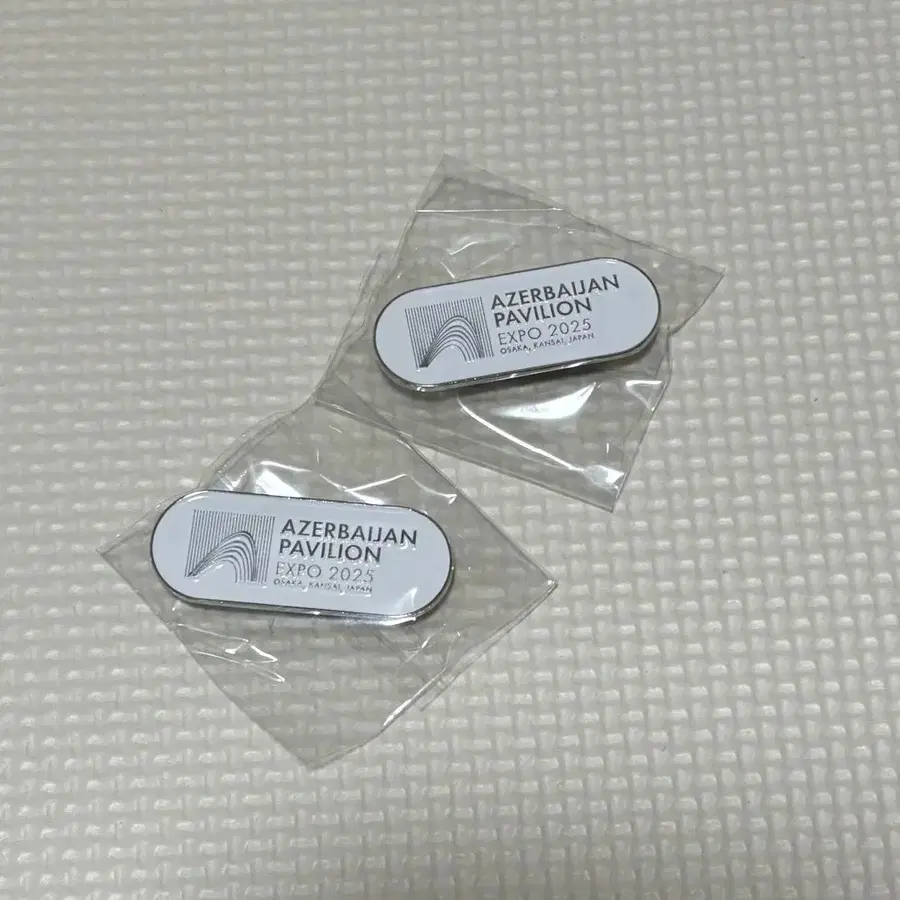 AZERBAIJAN
PAVILION
EXPO 2025
OSAKA, KANSAI, JAPAN
AZERBAIJAN
PAVILION
EXPO 2025
OSAKA, KANSAI, JAPAN